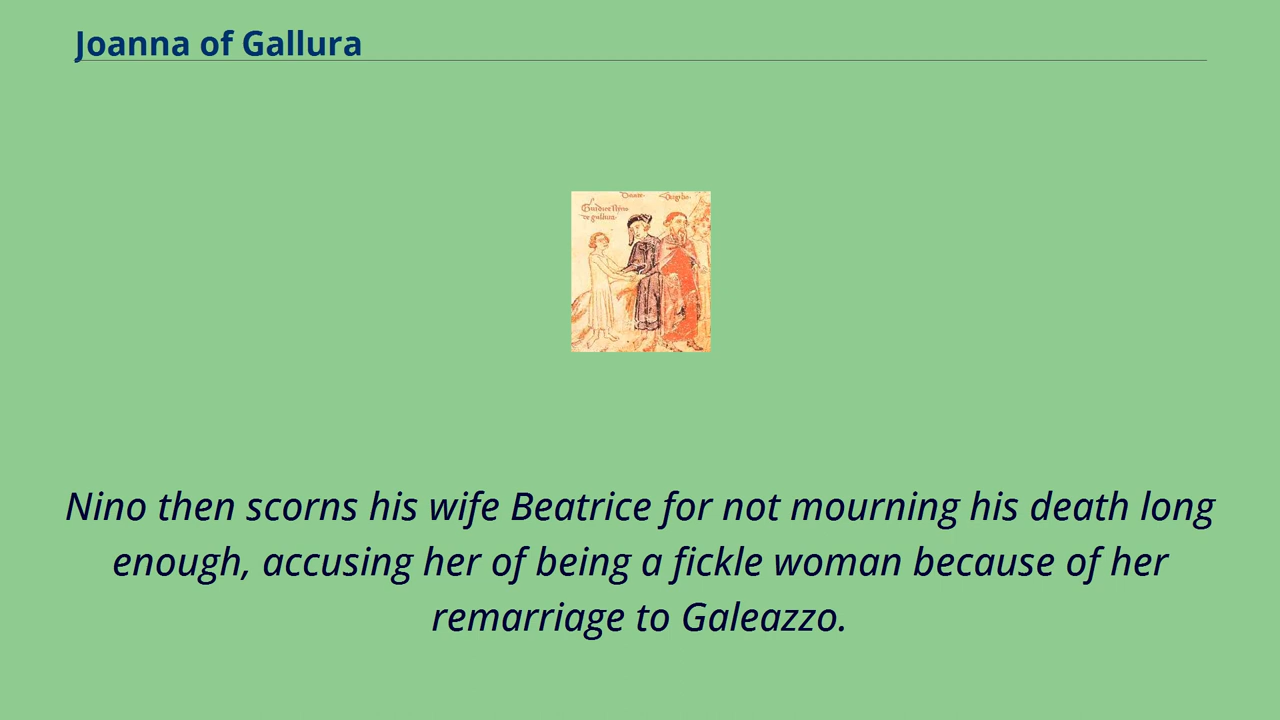 Joanna of Gallura
Nino then scorns his wife Beatrice for not mourning his death long
enough, accusing her of being a fickle woman because of her
remarriage to Galeazzo.